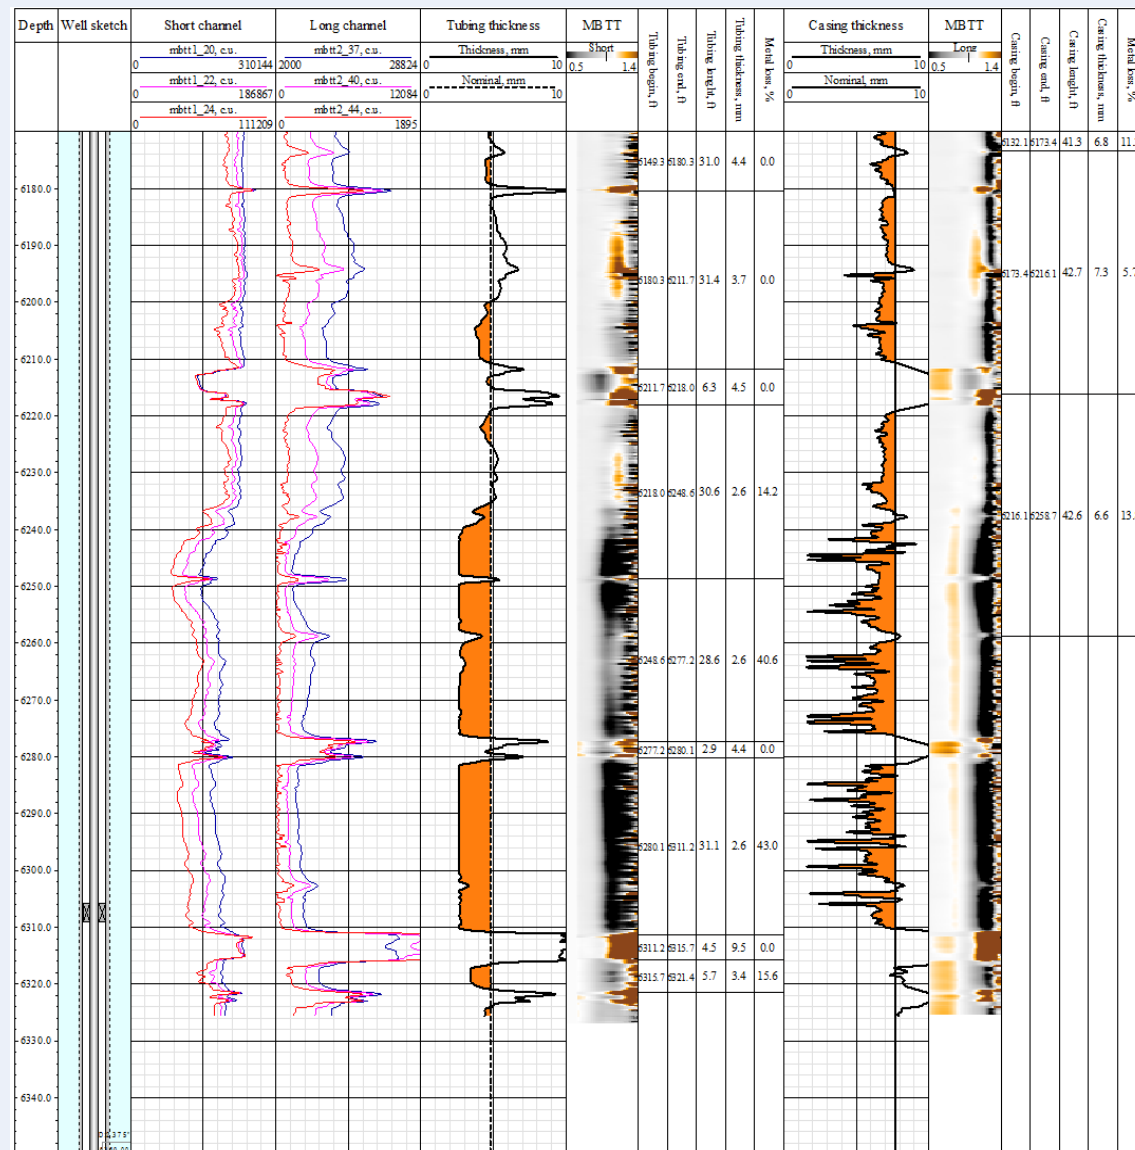 Depth
Well sketch
Short channel
Long channel
Tubing thickness
MBTT
Casing thickness
MBTT
mbtt1_20, c.u.
0 310144
mbtt1_22, c.u.
0 186867
mbtt1_24, c.u.
0 111209
mbtt2_37, c.u.
2000 28824
mbtt2_40, c.u.
12084
mbtt2_44, c.u.
1895
Thickness, mm
0 10
Nominal, mm
0 10
Short
0.5 1.4
Tubing begin, ft
Tubing end, ft
Tubing lenght, ft
Tubing thickness, mm
Metal loss, %
Thickness, mm
0 10
Nominal, mm
0 10
Long
0.5 1.4
Casing begin, ft
Casing end, ft
Casing lenght, ft
Casing thickness, mm
Metal loss, %
6180.0
6190.0
6200.0
6210.0
6220.0
6230.0
6240.0
6250.0
6260.0
6270.0
6280.0
6290.0
6300.0
6310.0
6320.0
6330.0
6340.0
6149.3 6180.3 31.0 4.4 0.0
6180.3 6211.7 31.4 3.7 0.0
6211.7 6218.0 6.3 4.5 0.0
6218.0 6248.6 30.6 2.6 14.2
6248.6 6277.2 28.6 2.6 40.6
6277.2 6280.1 2.9 4.4 0.0
6280.1 6311.2 31.1 2.6 43.0
6311.2 6315.7 4.5 9.5 0.0
6315.7 6321.4 5.7 3.4 15.6
6132.1 6173.4 41.3 6.8 11.
6173.4 6216.1 42.7 7.3 5.7
6216.1 6258.7 42.6 6.6 13.